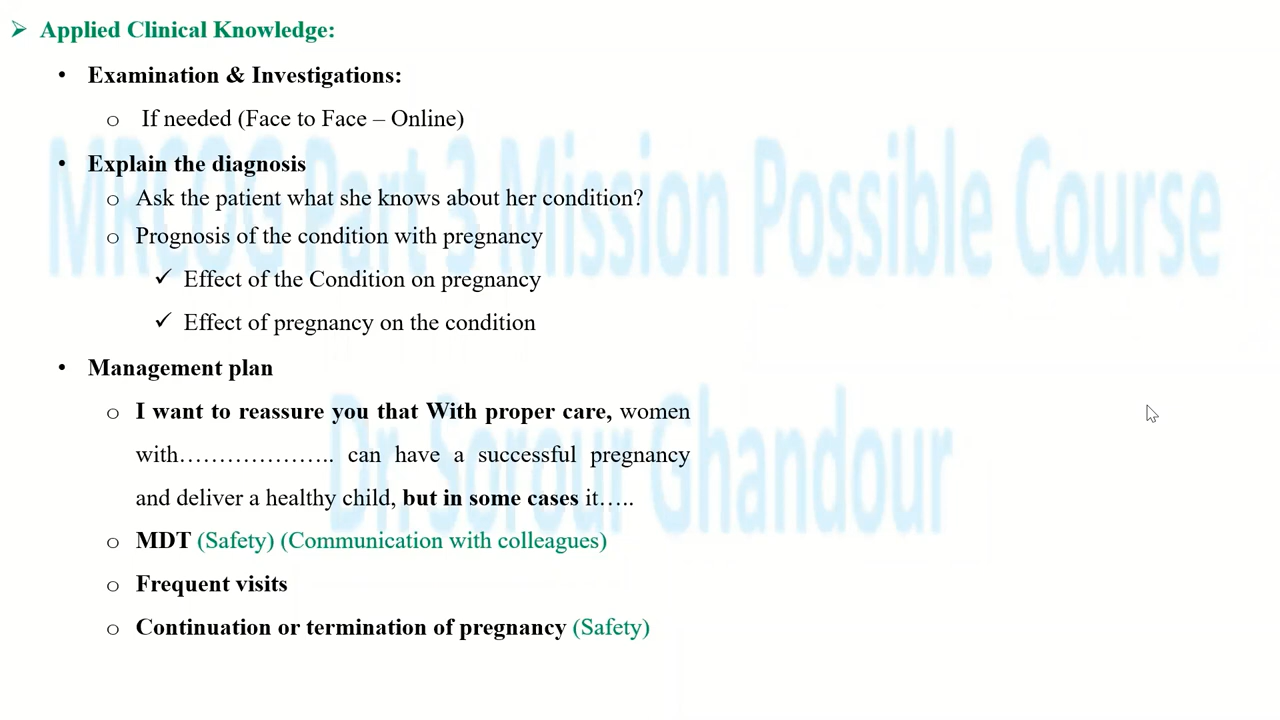 ➢ Applied Clinical Knowledge:
• Examination & Investigations:
o If needed (Face to Face – Online)
• Explain the diagnosis
o Ask the patient what she knows about her condition?
o Prognosis of the condition with pregnancy
✓ Effect of the Condition on pregnancy
✓ Effect of pregnancy on the condition
• Management plan
o I want to reassure you that With proper care, women
with……………….. can have a successful pregnancy
and deliver a healthy child, but in some cases it…..
o MDT (Safety) (Communication with colleagues)
o Frequent visits
o Continuation or termination of pregnancy (Safety)
MRCOG Part 3 Mission Possible Course
Dr. Sorour Ghandour